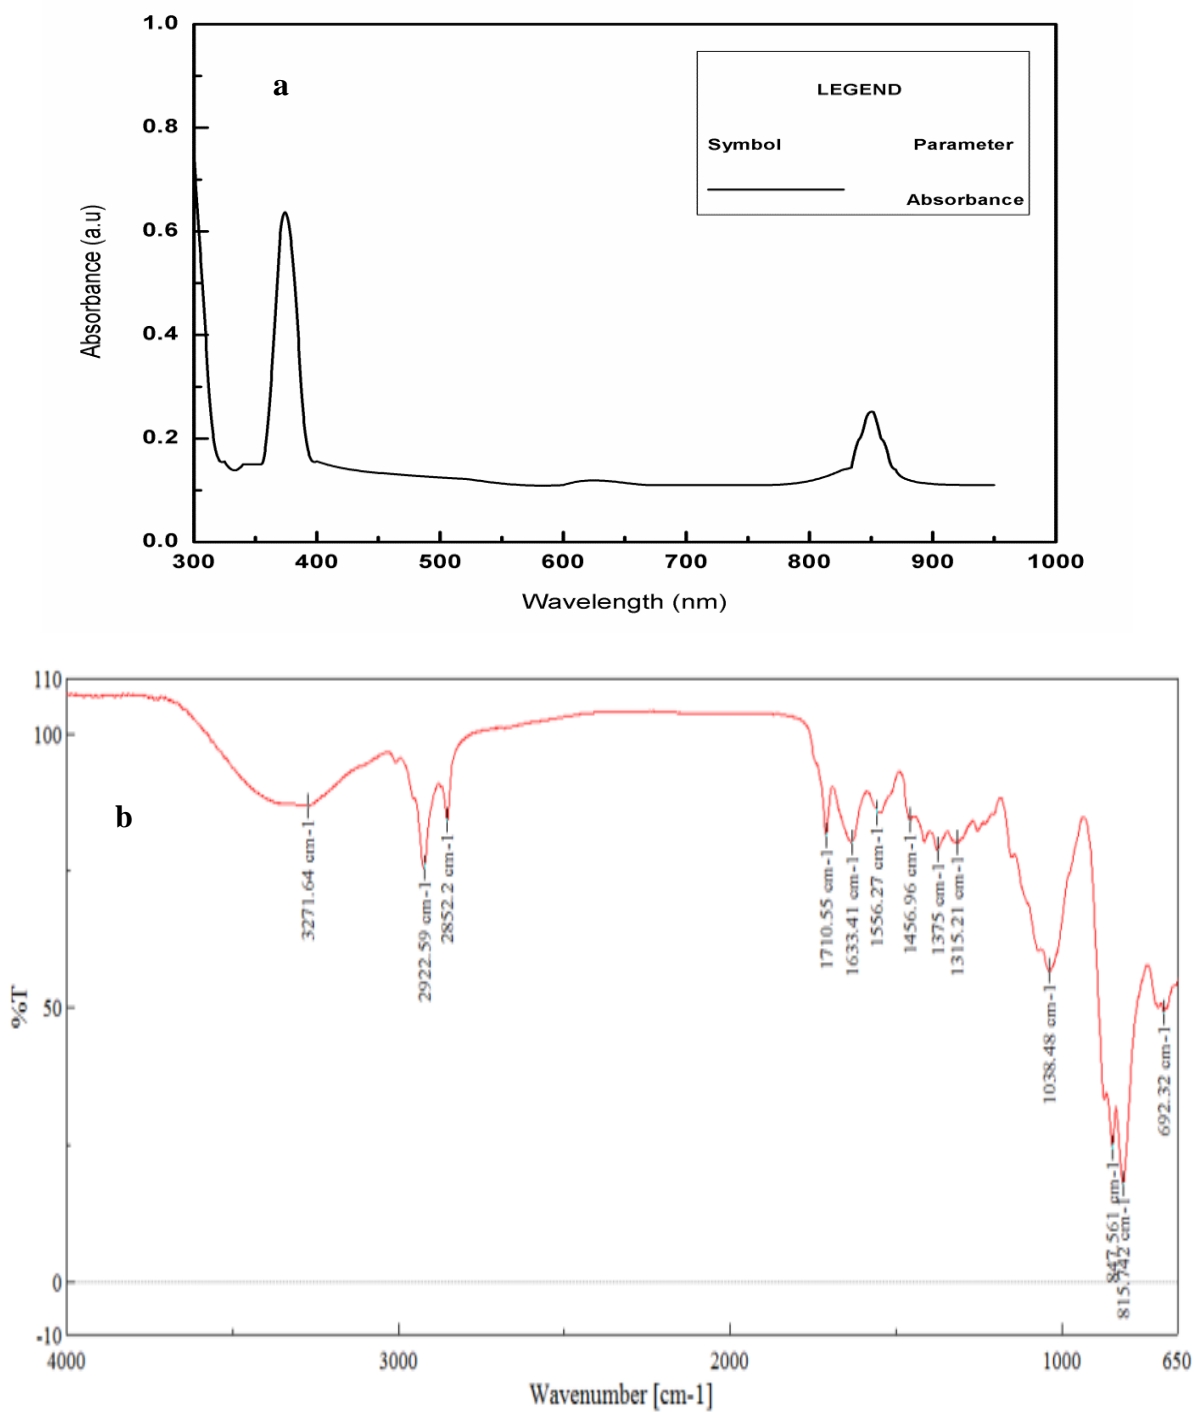 1.0
a
LEGEND
0.8
Symbol Parameter
Absorbance
0.6
Absorbance (a.u)
0.4
0.2
0.0
300 400 500 600 700 800 900 1000
Wavelength (nm)
110
100
b
3271.64 cm-1
2922.59 cm-1
2852.2 cm-1
1710.55 cm-1
1633.41 cm-1
1556.27 cm-1
1456.96 cm-1
1375 cm-1
1315.21 cm-1
1038.48 cm-1
847.561 cm-1
815.742 cm-1
692.32 cm-1
%T
50
0
-10
4000 3000 2000 1000 650
Wavenumber [cm-1]